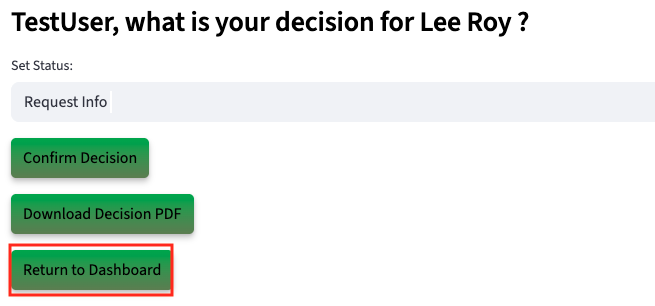 TestUser, what is your decision for Lee Roy ?
Set Status:
Request Info
Confirm Decision
Download Decision PDF
Return to Dashboard